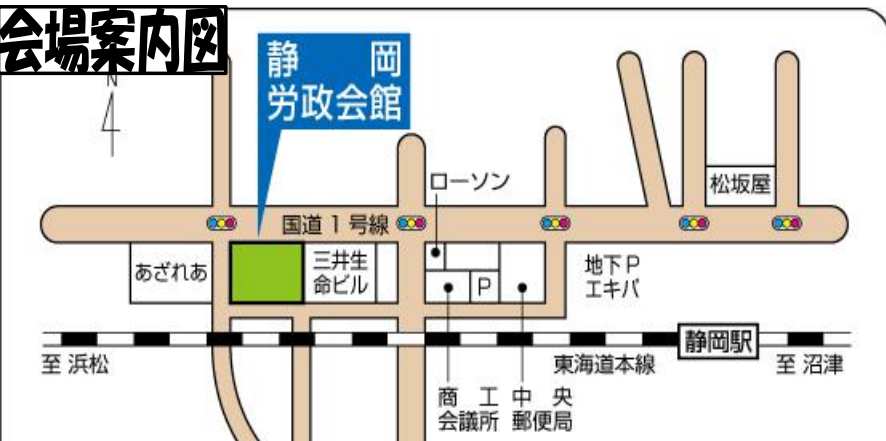 会場案内図
N
静 岡
労政会館
ローソン
松坂屋
国道1号線
あざれあ
三井生
命ビル
P
地下P
エキパ
静岡駅
至 浜松
東海道本線
至 沼津
商 工
会議所
中 央
郵便局